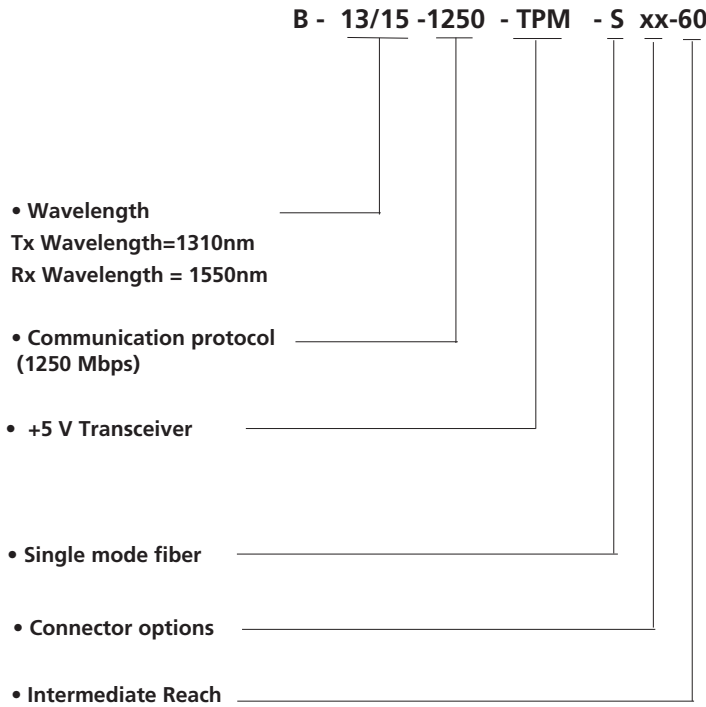 B - 13/15 -1250 - TPM - S xx-60
• Wavelength
Tx Wavelength=1310nm
Rx Wavelength = 1550nm
• Communication protocol
(1250 Mbps)
• +5 V Transceiver
• Single mode fiber
• Connector options
• Intermediate Reach